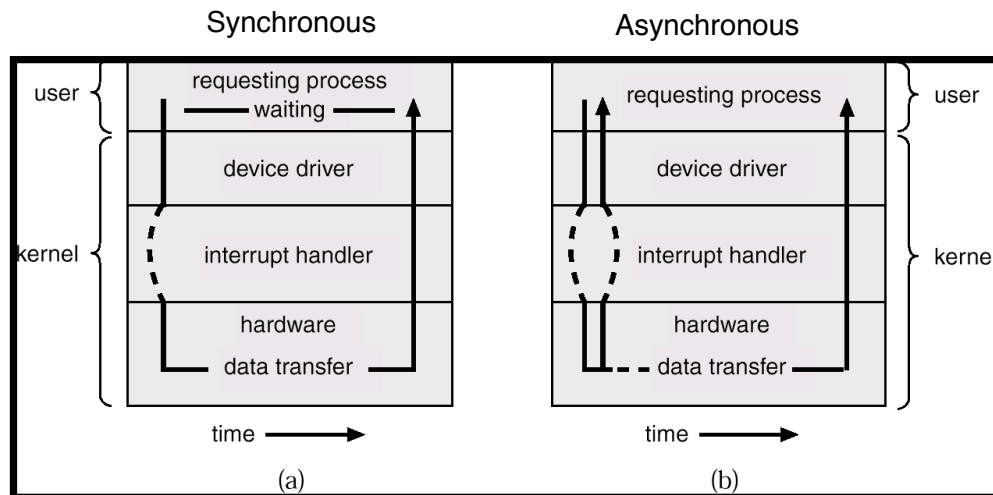 Synchronous
Asynchronous
user
requesting process
waiting
device driver
kernel
interrupt handler
hardware
data transfer
time
(a)
requesting process
user
device driver
interrupt handler
kerne
hardware
data transfer
time
(b)